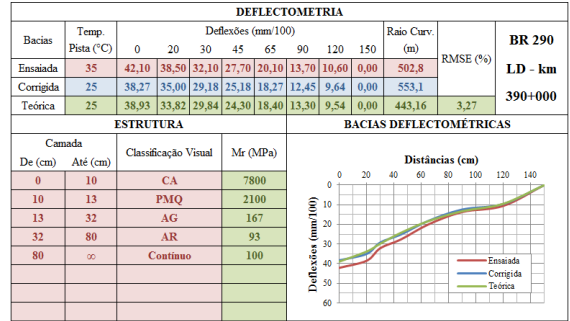 DEFLECTOMETRIA
Bacias Temp. Pista (°C) Deflexões (mm/100) Raio Curv. (m) RMSE (%) BR 290 LD - km 390+000
0 20 30 45 65 90 120 150
Ensaiada 35 42,10 38,50 32,10 27,70 20,10 13,70 10,60 0,00 502,8
Corrigida 25 38,27 35,00 29,18 25,18 18,27 12,45 9,64 0,00 553,1
Teórica 25 38,93 33,82 29,84 24,30 18,40 13,30 9,54 0,00 443,16 3,27
ESTRUTURA
Camada Classificação Visual Mr (MPa)
De (cm) Até (cm)
0 10 CA 7800
10 13 PMQ 2100
13 32 AG 167
32 80 AR 93
80 ∞ Contínuo 100
BACIAS DEFLECTOMÉTRICAS
Distâncias (cm)
0 20 40 60 80 100 120 140
Deflexões (mm/100)
0
10
20
30
40
50
60
Ensaiada
Corrigida
Teórica